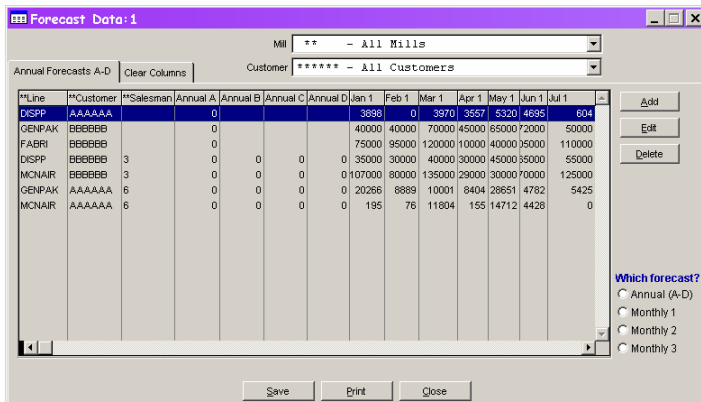 Forecast Data:1
Mill ** - All Mills
Annual Forecasts A-D Clear Columns Customer ****** - All Customers
**Line **Customer **Salesman Annual A Annual B Annual C Annual D Jan 1 Feb 1 Mar 1 Apr 1 May 1 Jun 1 Jul 1
DISPP AAAAAA 0 3898 0 3970 3557 5320 4695 604
GENPAK BBBBBB 0 40000 40000 70000 45000 65000 72000 50000
FABRI BBBBBB 0 75000 95000 120000 10000 40000 05000 110000
DISPP BBBBBB 3 0 0 0 0 35000 30000 40000 30000 45000 65000 55000
MCNAIR BBBBBB 3 0 0 0 0 107000 80000 135000 29000 30000 70000 125000
GENPAK AAAAAA 6 0 0 0 0 20266 8889 10001 8404 28651 4782 5425
MCNAIR AAAAAA 6 0 0 0 0 195 76 11804 155 14712 4428 0
Add
Edit
Delete
Which forecast?
Annual (A-D)
Monthly 1
Monthly 2
Monthly 3
Save Print Close